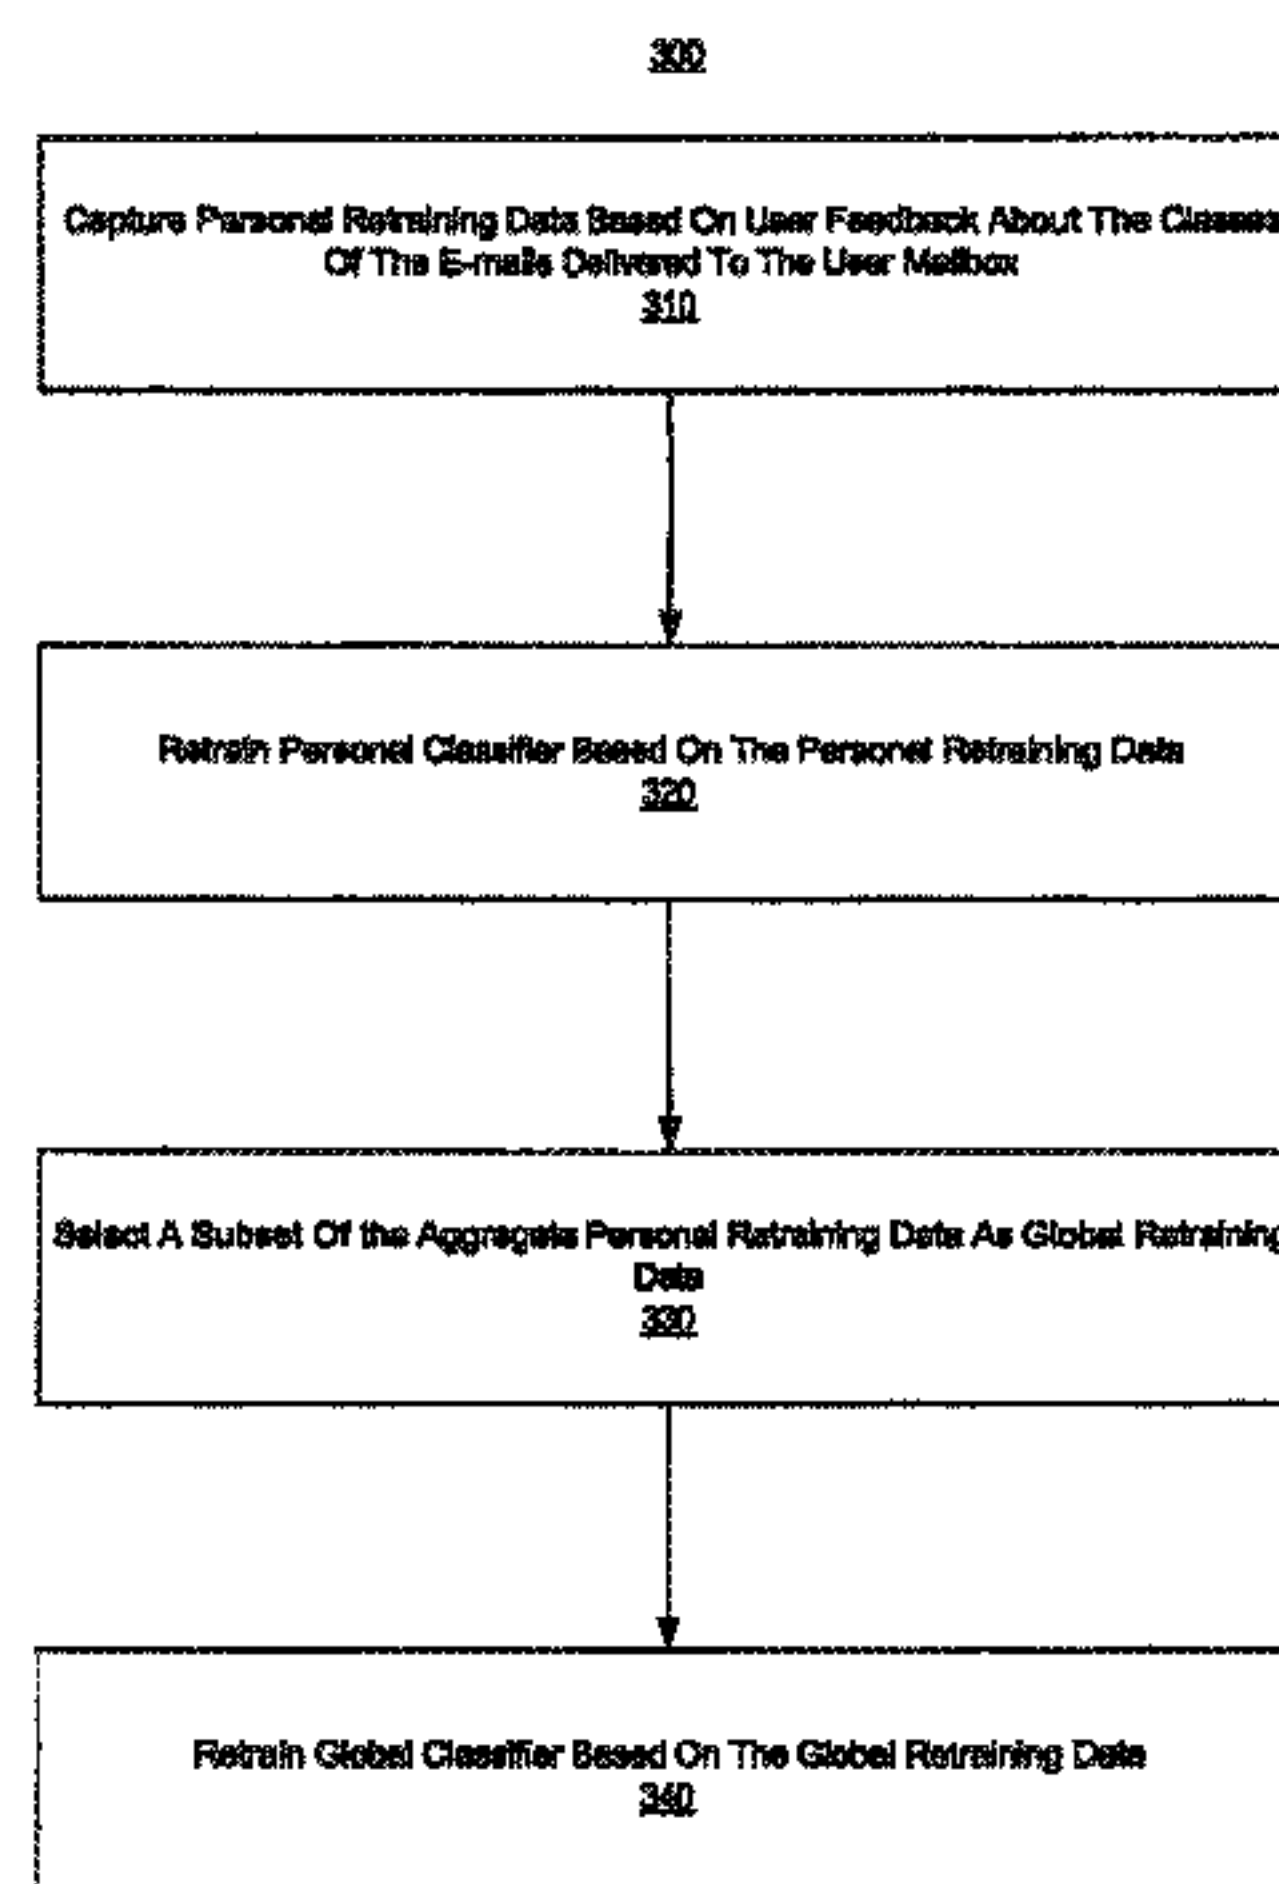 300
Capture Personal Retraining Data Based On User Feedback About The Classes
Of The E-mails Delivered To The User Mailbox
310
Retrain Personal Classifier Based On The Personal Retraining Data
320
Select A Subset Of the Aggregate Personal Retraining Data As Global Retraining
Data
330
Retrain Global Classifier Based On The Global Retraining Data
340